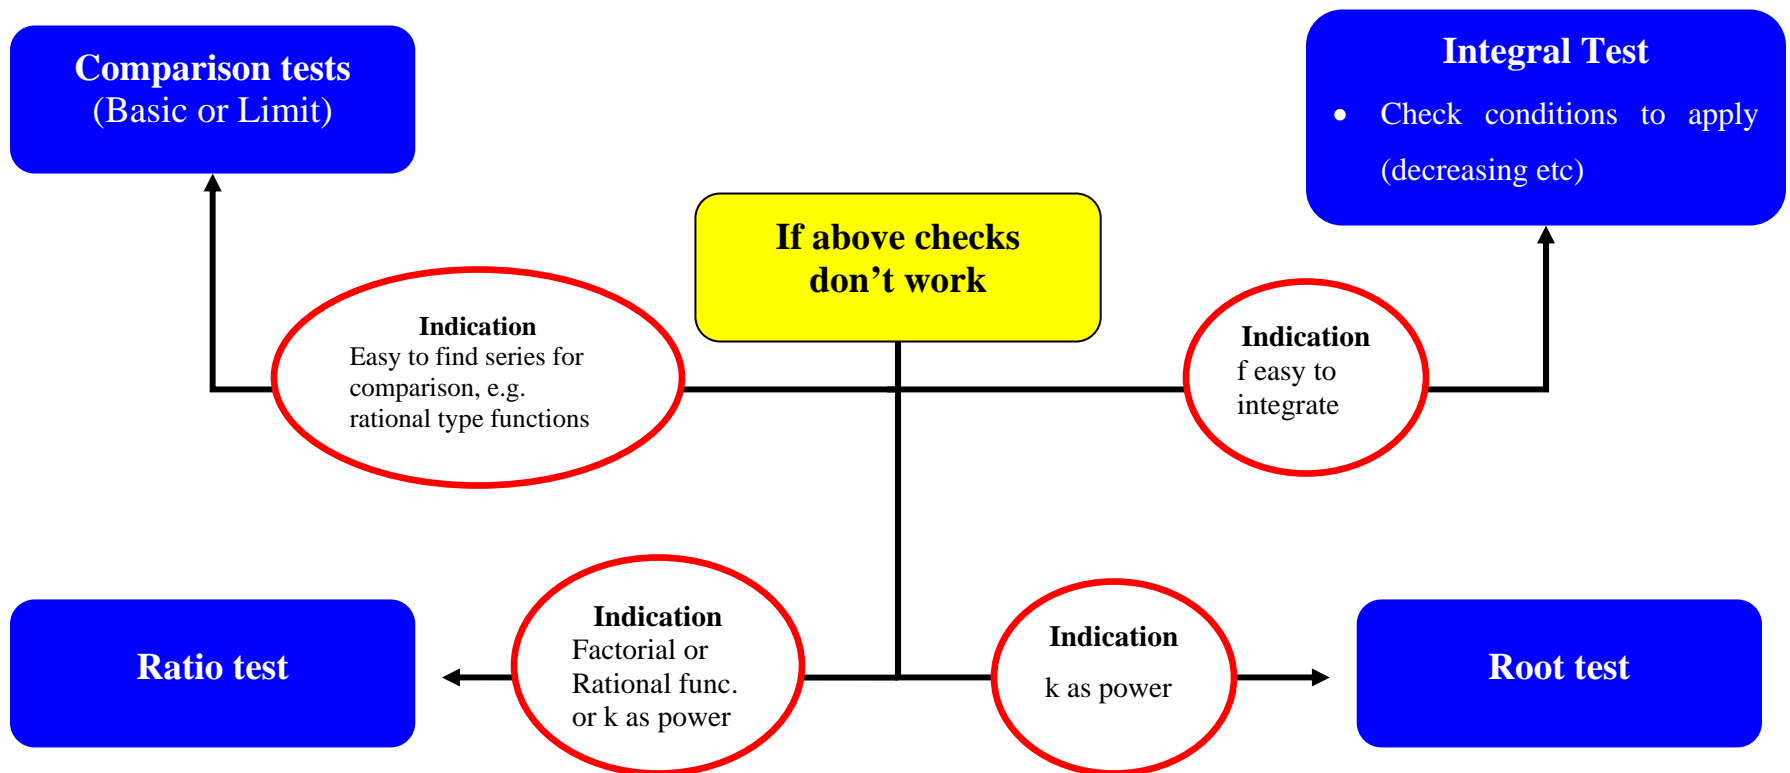 Comparison tests
(Basic or Limit)
Integral Test
• Check conditions to apply
(decreasing etc)
If above checks
don’t work
Indication
Easy to find series for
comparison, e.g.
rational type functions
Indication
f easy to
integrate
Ratio test
Indication
Factorial or
Rational func.
or k as power
Indication
k as power
Root test